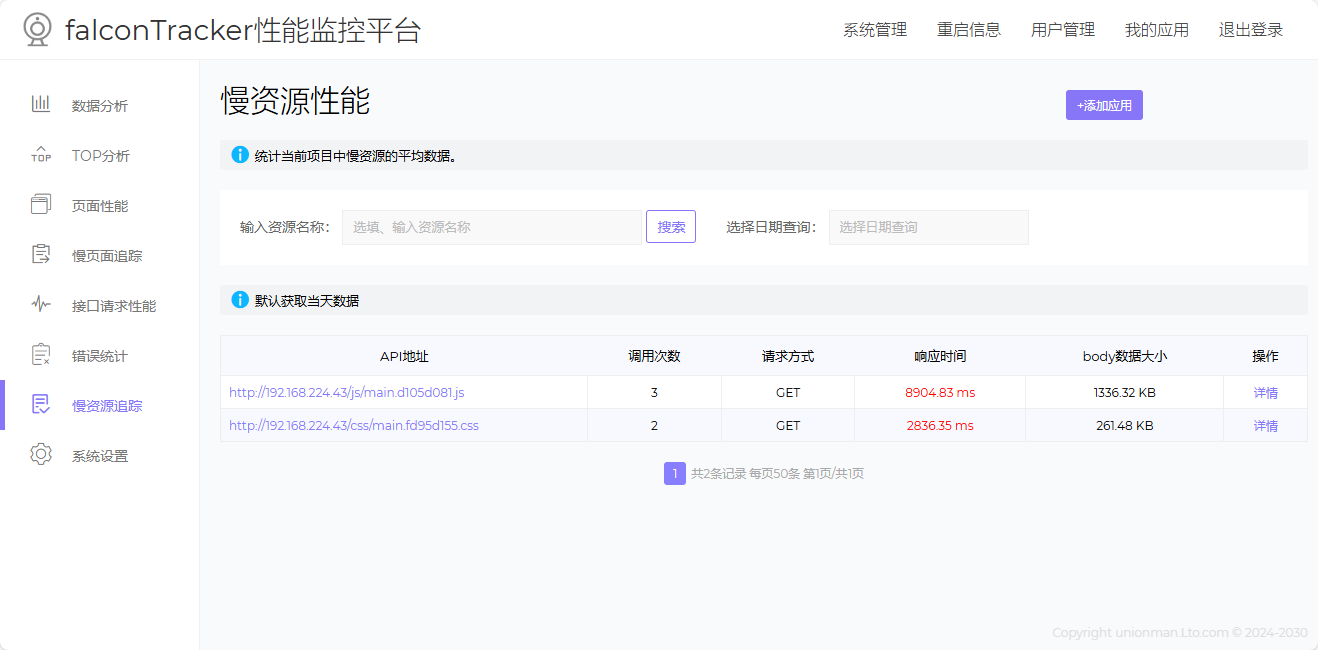 falconTracker性能监控平台
系统管理 重启信息 用户管理 我的应用 退出登录
数据分析
TOP TOP分析
页面性能
慢页面追踪
接口请求性能
错误统计
慢资源追踪
系统设置
慢资源性能 +添加应用
统计当前项目中慢资源的平均数据。
输入资源名称： 选填、输入资源名称 搜索 选择日期查询： 选择日期查询
默认获取当天数据
API地址 调用次数 请求方式 响应时间 body数据大小 操作
http://192.168.224.43/js/main.d105d081.js 3 GET 8904.83 ms 1336.32 KB 详情
http://192.168.224.43/css/main.fd95d155.css 2 GET 2836.35 ms 261.48 KB 详情
1 共2条记录 每页50条 第1页/共1页
Copyright unionman.Lto.com © 2024-2030